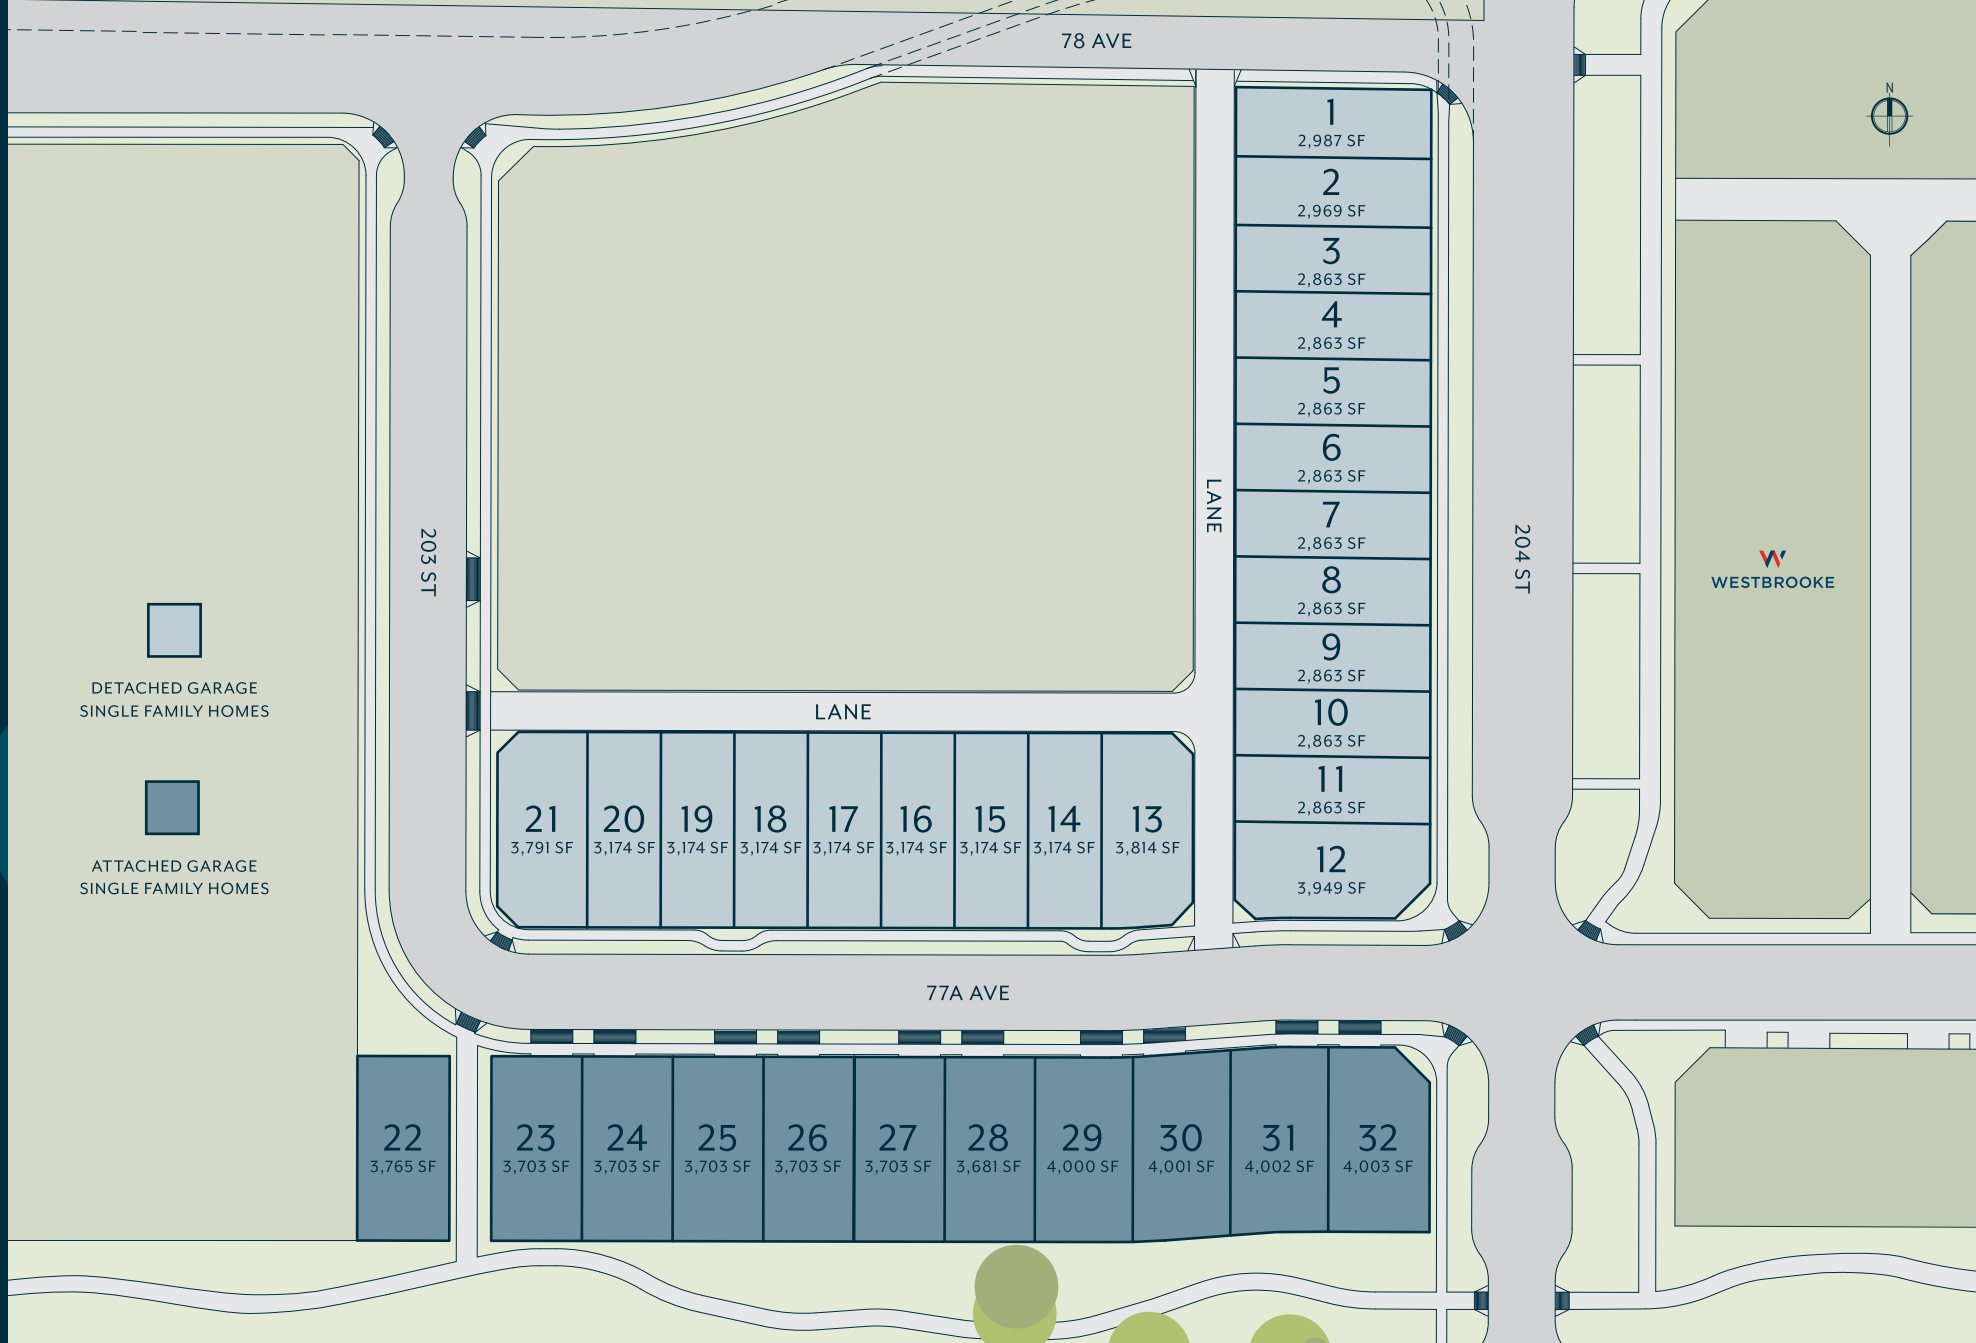 78 AVE
N
1
2,987 SF
2
2,969 SF
3
2,863 SF
4
2,863 SF
5
2,863 SF
6
2,863 SF
7
2,863 SF
8
2,863 SF
9
2,863 SF
10
2,863 SF
11
2,863 SF
12
3,949 SF
LANE
203 ST
204 ST
WESTBROOKE
DETACHED GARAGE
SINGLE FAMILY HOMES
ATTACHED GARAGE
SINGLE FAMILY HOMES
LANE
21
3,791 SF
20
3,174 SF
19
3,174 SF
18
3,174 SF
17
3,174 SF
16
3,174 SF
15
3,174 SF
14
3,174 SF
13
3,814 SF
77A AVE
22
3,765 SF
23
3,703 SF
24
3,703 SF
25
3,703 SF
26
3,703 SF
27
3,703 SF
28
3,681 SF
29
4,000 SF
30
4,001 SF
31
4,002 SF
32
4,003 SF